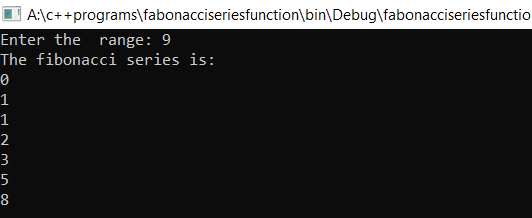 A:\c++programs\fabonacciseriesfunction\bin\Debug\fabonacciseriesfunctio
Enter the  range: 9
The fibonacci series is:
0
1
1
2
3
5
8